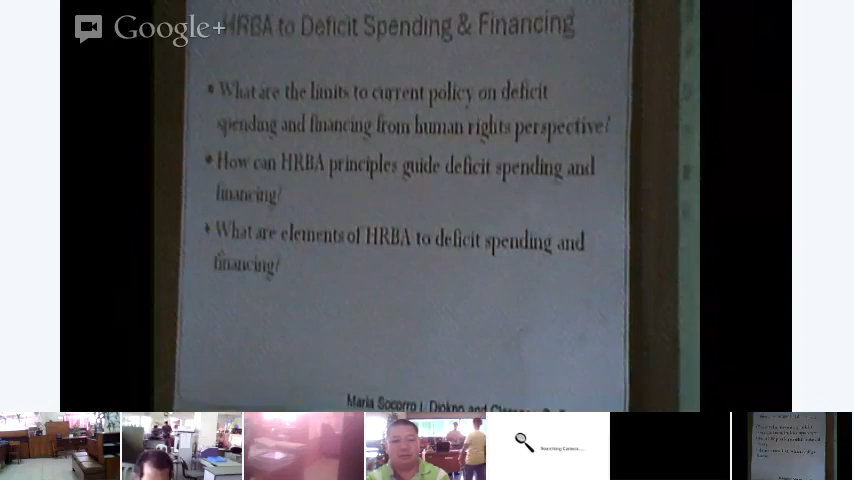 Google+
HRBA to Deficit Spending & Financing
• What are the limits to current policy on deficit
spending and financing from human rights perspective?
• How can HRBA principles guide deficit spending and
financing?
• What are elements of HRBA to deficit spending and
financing?
Maria Socorro I. Diokno and